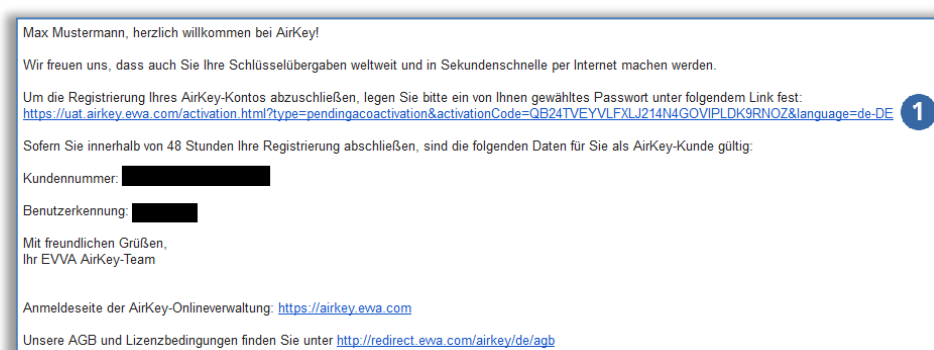 Max Mustermann, herzlich willkommen bei AirKey!
Wir freuen uns, dass auch Sie Ihre Schlüsselübergaben weltweit und in Sekundenschnelle per Internet machen werden.
Um die Registrierung Ihres AirKey-Kontos abzuschließen, legen Sie bitte ein von Ihnen gewähltes Passwort unter folgendem Link fest:
https://uat.airkey.evva.com/activation.html?type=pendingacoactivation&activationCode=QB24TVEYVLFXLJ214N4GOVIPLDK9RNOZ&language=de-DE 1
Sofern Sie innerhalb von 48 Stunden Ihre Registrierung abschließen, sind die folgenden Daten für Sie als AirKey-Kunde gültig:
Kundennummer:
Benutzerkennung:
Mit freundlichen Grüßen,
Ihr EVVA AirKey-Team
Anmeldeseite der AirKey-Onlineverwaltung: https://airkey.evva.com
Unsere AGB und Lizenzbedingungen finden Sie unter http://redirect.evva.com/airkey/de/agb